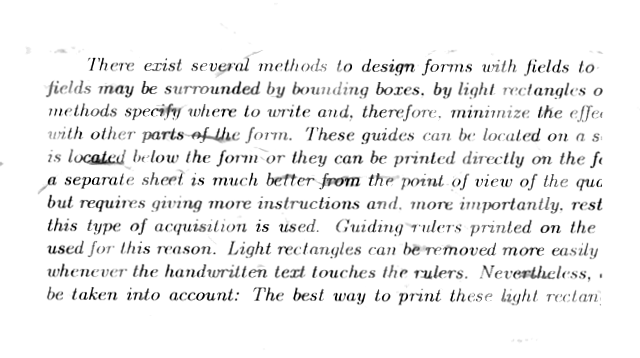 There exist several methods to design forms with fields to
fields may be surrounded by bounding boxes, by light rectangles o
methods specify where to write and, therefore, minimize the effe
with other parts of the form. These guides can be located on a s
is located below the form or they can be printed directly on the fo
a separate sheet is much better from the point of view of the qua
but requires giving more instructions and, more importantly, rest
this type of acquisition is used. Guiding rulers printed on the
used for this reason. Light rectangles can be removed more easily
whenever the handwritten text touches the rulers. Nevertheless,
be taken into account: The best way to print these light rectan